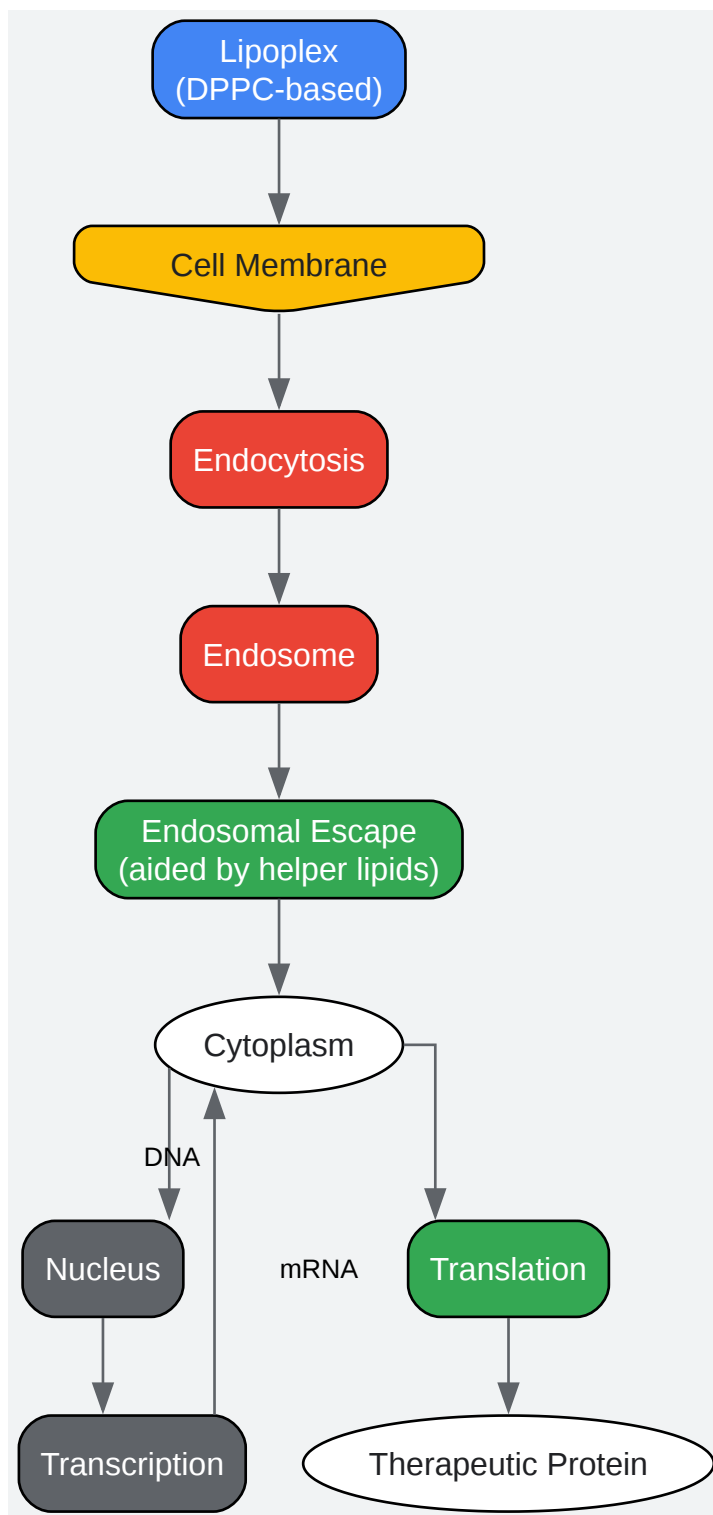 Lipoplex
(DPPC-based)
Cell Membrane
Endocytosis
Endosome
Endosomal Escape
(aided by helper lipids)
Cytoplasm
DNA
Nucleus
mRNA
Translation
Transcription
Therapeutic Protein